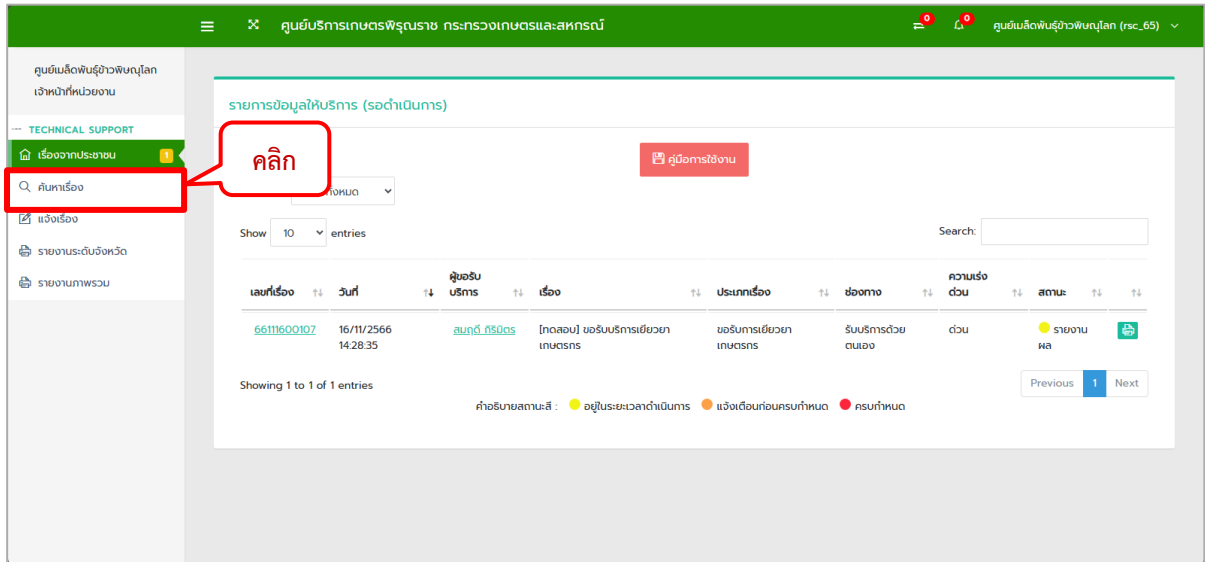 ศูนย์บริการเกษตรพิรุณราช กระทรวงเกษตรและสหกรณ์
0
0
ศูนย์เมล็ดพันธุ์ข้าวพิษณุโลก (rsc_65)
ศูนย์เมล็ดพันธุ์ข้าวพิษณุโลก
เจ้าหน้าที่หน่วยงาน
TECHNICAL SUPPORT
เรื่องจากประชาชน 1
ค้นหาเรื่อง
แจ้งเรื่อง
รายงานระดับจังหวัด
รายงานภาพรวม
คลิก
รายการข้อมูลให้บริการ (รอดำเนินการ)
คู่มือการใช้งาน
Show 10 entries
Search:
เลขที่เรื่อง วันที่ ผู้ขอรับบริการ เรื่อง ประเภทเรื่อง ช่องทาง ความเร่งด่วน สถานะ
66111600107 16/11/2566 สมฤดี กิริมิตร [ทดสอบ] ขอรับบริการเยียวยา ขอรับการเยียวยา รับบริการด้วย ด่วน รายงาน
14:28:35 เกษตรกร เกษตรกร ตนเอง ผล
Showing 1 to 1 of 1 entries
Previous 1 Next
คำอธิบายสถานะสี : อยู่ในระยะเวลาดำเนินการ แจ้งเตือนก่อนครบกำหนด ครบกำหนด